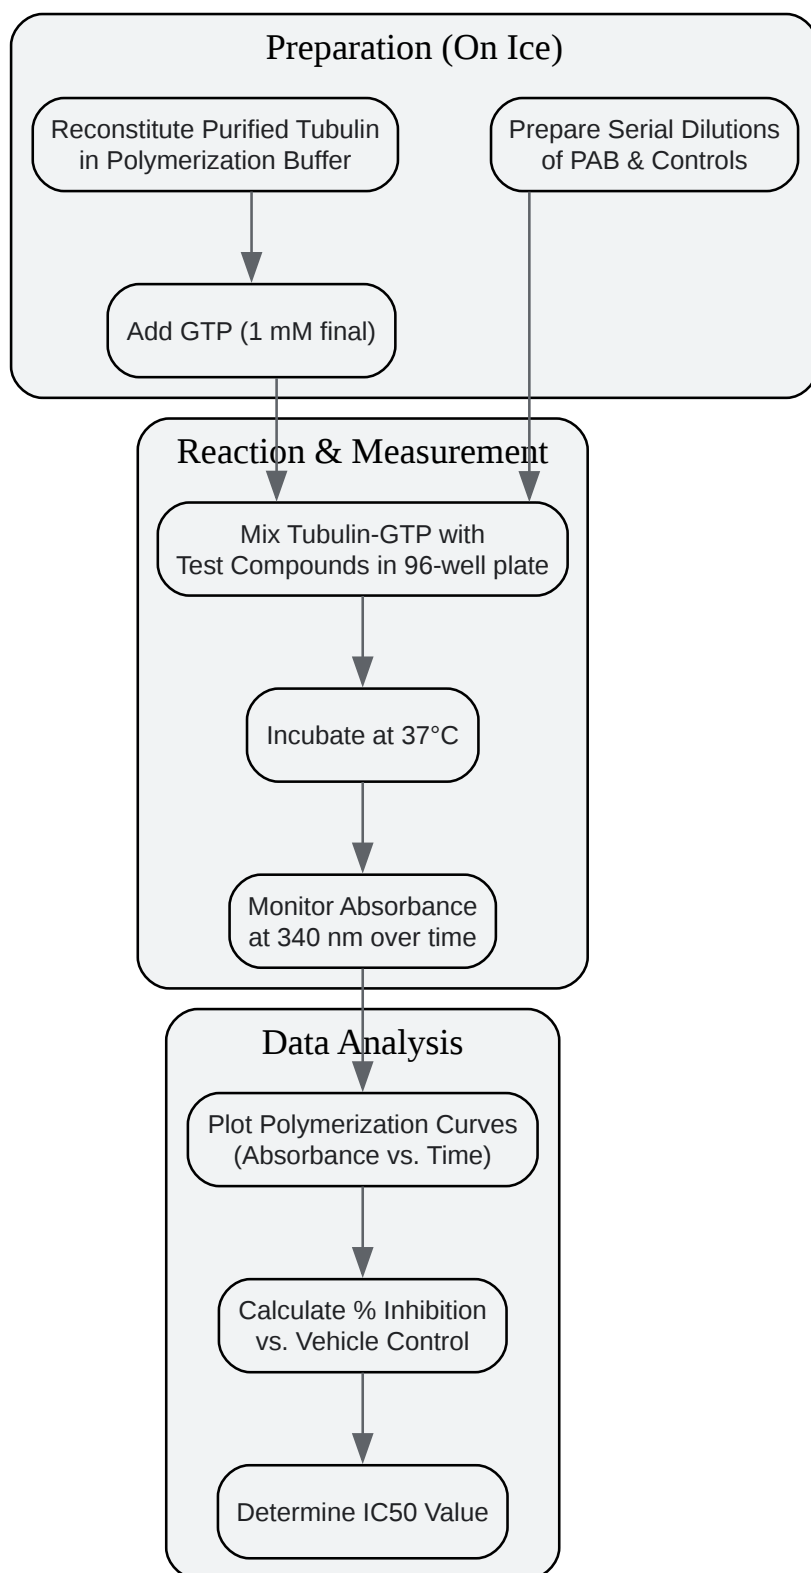 Preparation (On Ice)
Reconstitute Purified Tubulin
in Polymerization Buffer
Prepare Serial Dilutions
of PAB & Controls
Add GTP (1 mM final)
Reaction & Measurement
Mix Tubulin-GTP with
Test Compounds in 96-well plate
Incubate at 37°C
Monitor Absorbance
at 340 nm over time
Data Analysis
Plot Polymerization Curves
(Absorbance vs. Time)
Calculate % Inhibition
vs. Vehicle Control
Determine IC50 Value